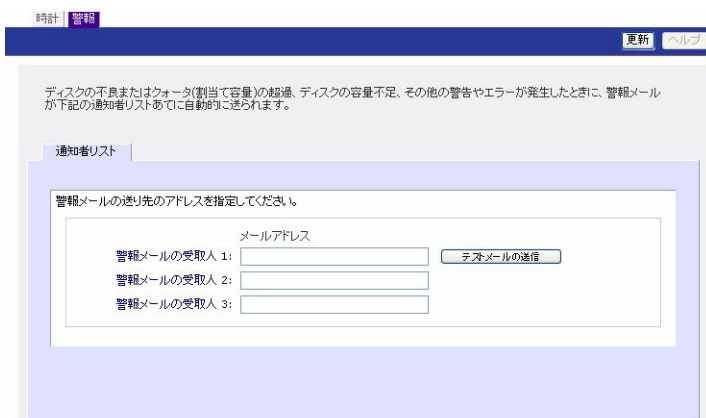 時計 警報
更新 ヘルプ
ディスクの不良またはクォータ(割当て容量)の超過、ディスクの容量不足、その他の警告やエラーが発生したときに、警報メール
が下記の通知者リストあてに自動的に送られます。
通知者リスト
警報メールの送り先のアドレスを指定してください。
メールアドレス
警報メールの受取人 1: テストメールの送信
警報メールの受取人 2:
警報メールの受取人 3: